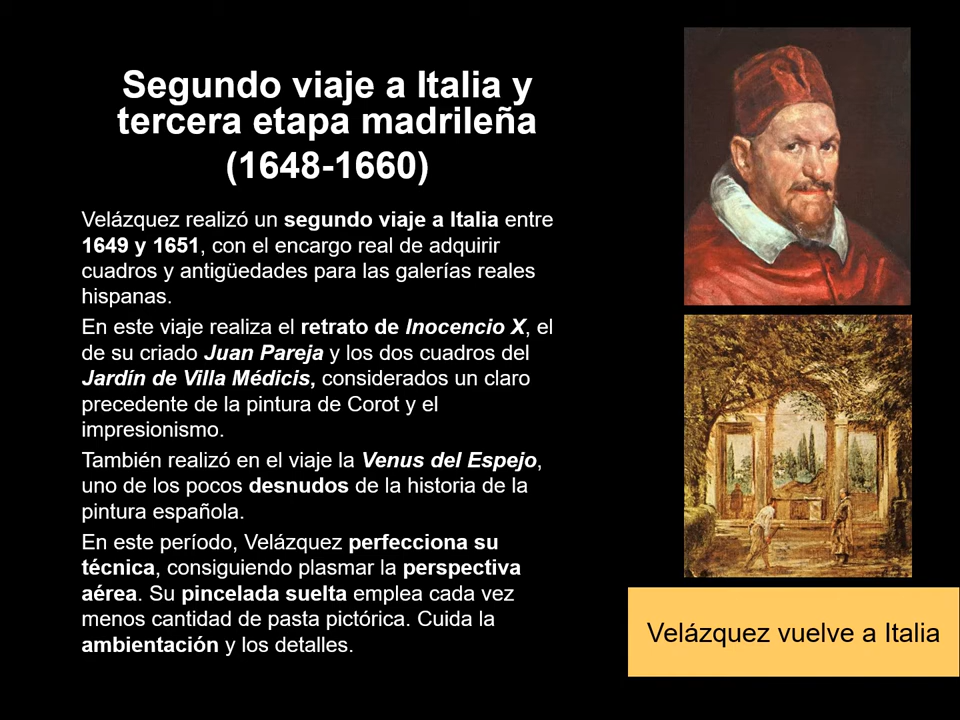 Segundo viaje a Italia y
tercera etapa madrileña
(1648-1660)
Velázquez realizó un segundo viaje a Italia entre
1649 y 1651, con el encargo real de adquirir
cuadros y antigüedades para las galerías reales
hispanas.
En este viaje realiza el retrato de Inocencio X, el
de su criado Juan Pareja y los dos cuadros del
Jardín de Villa Médicis, considerados un claro
precedente de la pintura de Corot y el
impresionismo.
También realizó en el viaje la Venus del Espejo,
uno de los pocos desnudos de la historia de la
pintura española.
En este período, Velázquez perfecciona su
técnica, consiguiendo plasmar la perspectiva
aérea. Su pincelada suelta emplea cada vez
menos cantidad de pasta pictórica. Cuida la
ambientación y los detalles.
Velázquez vuelve a Italia